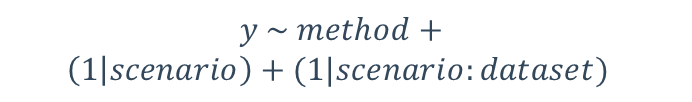 y ~ method +
(1|scenario) + (1|scenario: dataset)